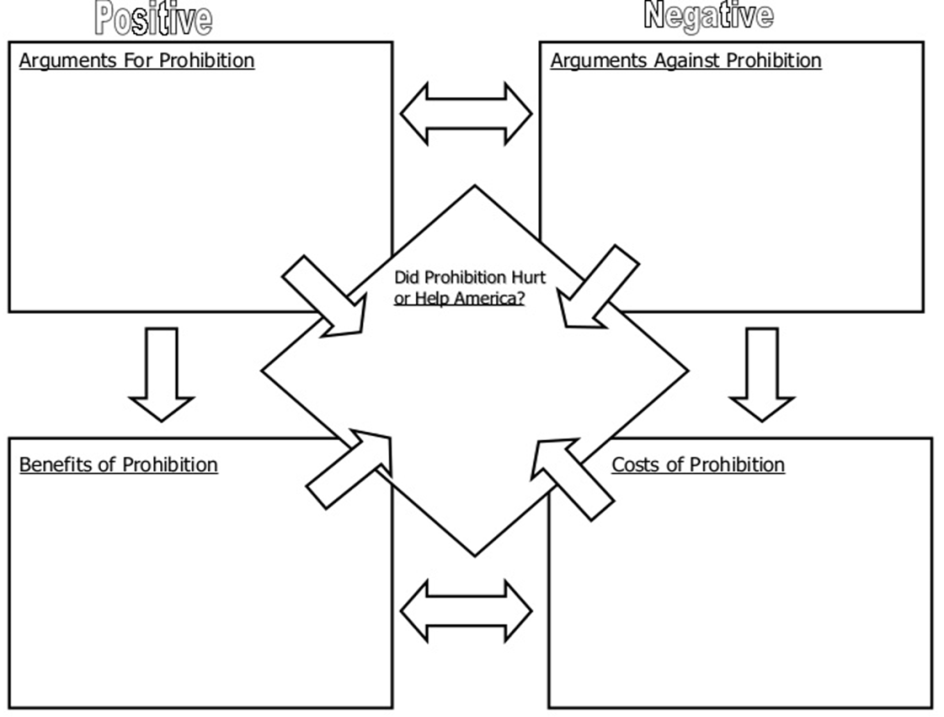 Positive
Negative
Arguments For Prohibition
Arguments Against Prohibition
Did Prohibition Hurt
or Help America?
Benefits of Prohibition
Costs of Prohibition